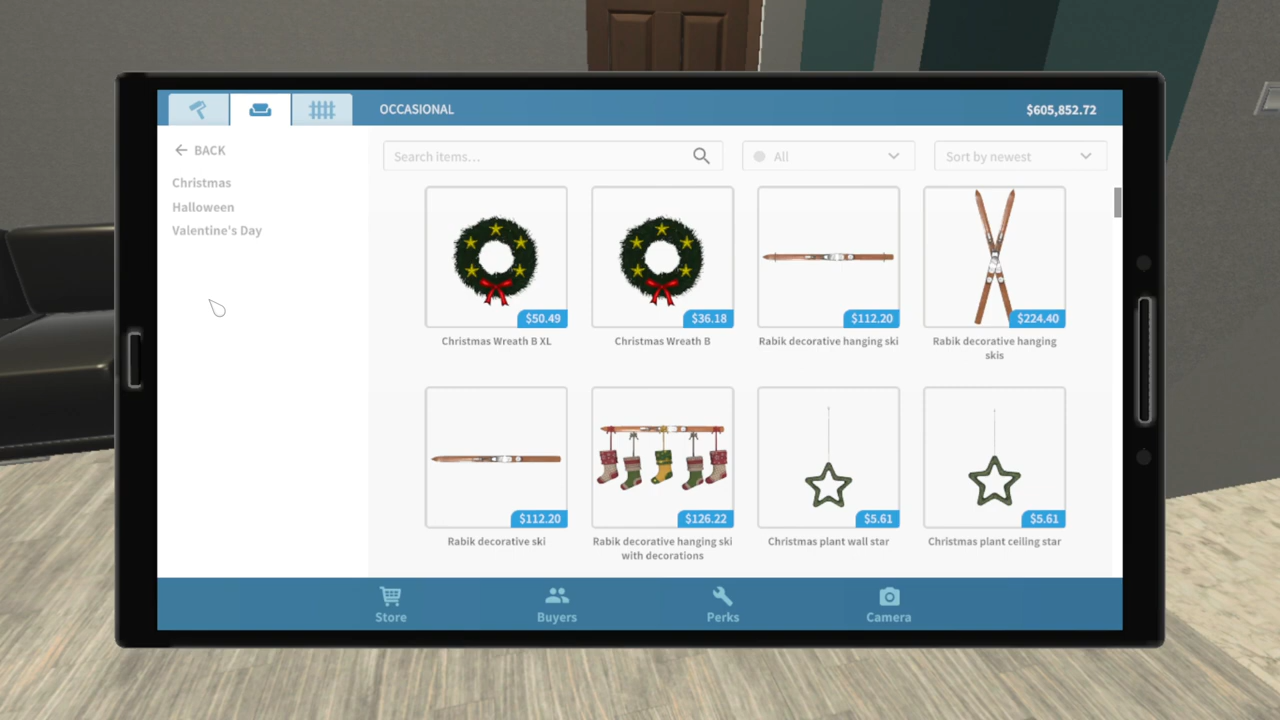 OCCASIONAL
$605,852.72
BACK
Christmas
Halloween
Valentine's Day
Search items...
All
Sort by newest
$50.49
$36.18
$112.20
$224.40
Christmas Wreath B XL
Christmas Wreath B
Rabik decorative hanging ski
Rabik decorative hanging
skis
$112.20
$126.22
$5.61
$5.61
Rabik decorative ski
Rabik decorative hanging ski
with decorations
Christmas plant wall star
Christmas plant ceiling star
Store
Buyers
Perks
Camera